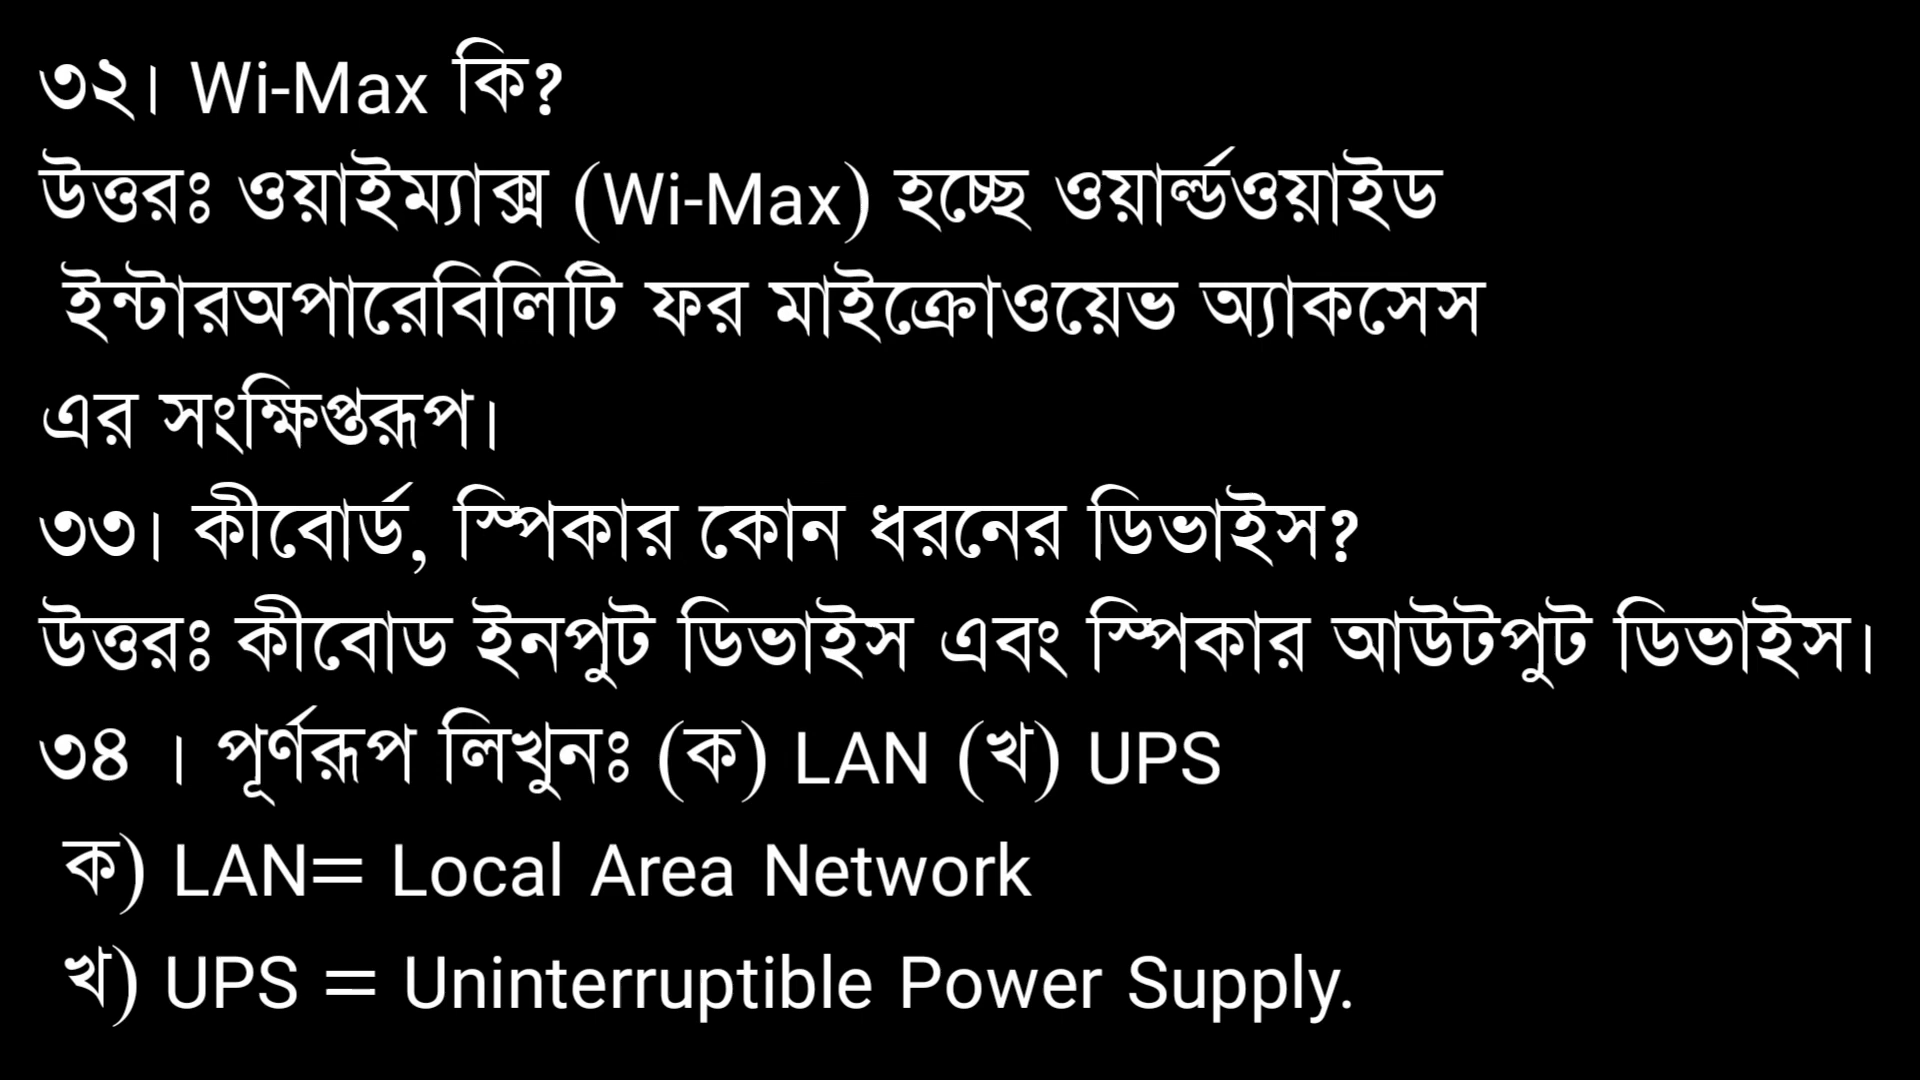 ৩২। Wi-Max কি?
উত্তরঃ ওয়াইম্যাক্স (Wi-Max) হচ্ছে ওয়ার্ল্ডওয়াইড
ইন্টারঅপারেবিলিটি ফর মাইক্রোওয়েভ অ্যাকসেস
এর সংক্ষিপ্তরূপ।
৩৩। কীবোর্ড, স্পিকার কোন ধরনের ডিভাইস?
উত্তরঃ কীবোড ইনপুট ডিভাইস এবং স্পিকার আউটপুট ডিভাইস।
৩৪ । পূর্ণরূপ লিখুনঃ (ক) LAN (খ) UPS
ক) LAN= Local Area Network
খ) UPS = Uninterruptible Power Supply.